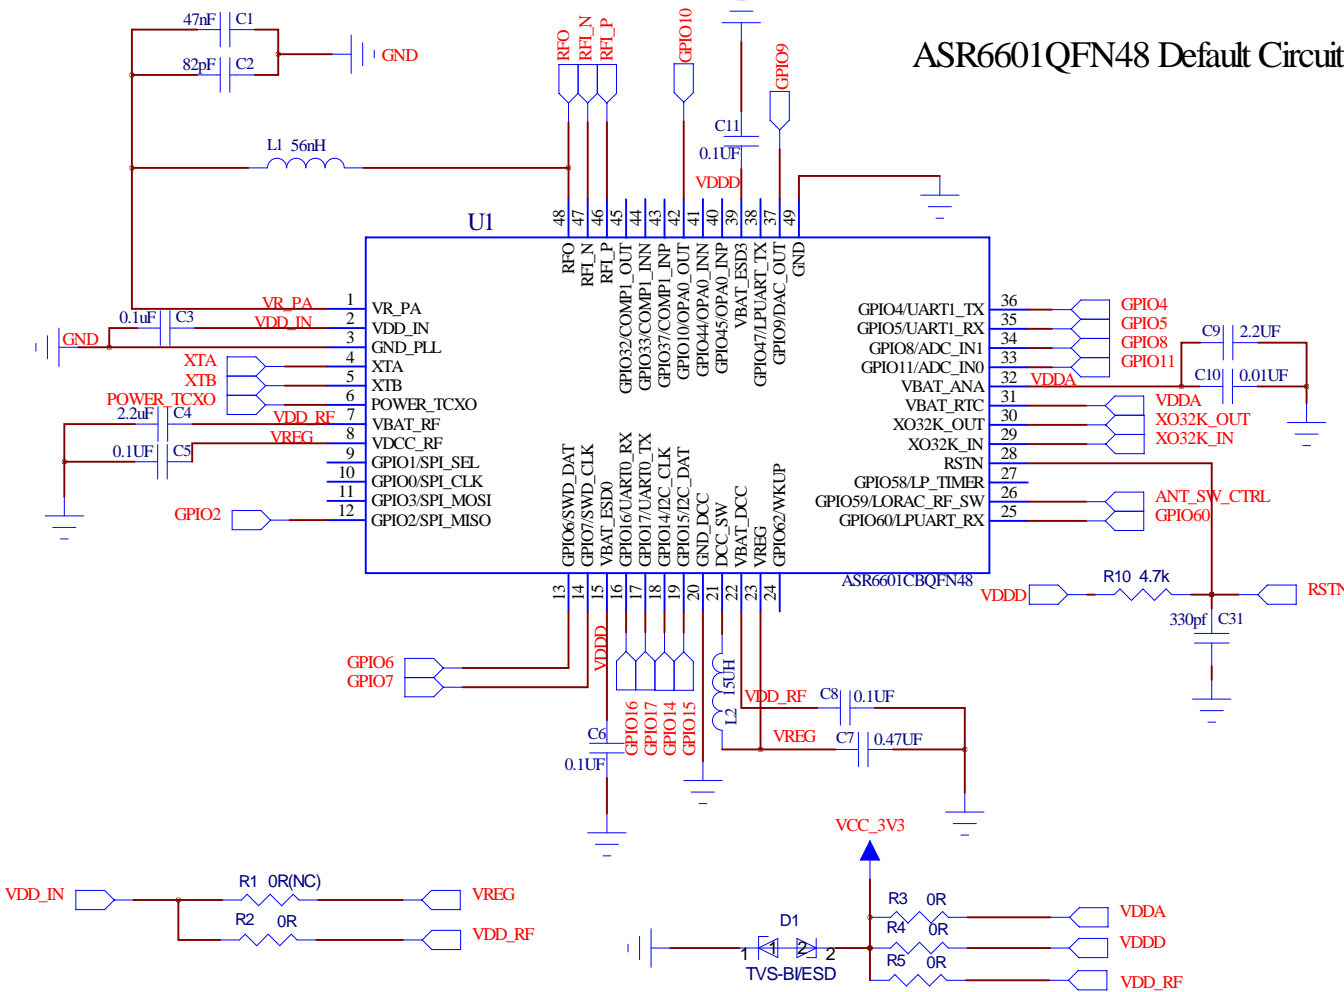 ASR6601QFN48 Default Circuit
47nF C1
82pF C2
GND
RFO
RFI_N
RFI_P
GPIO10
GPIO9
C11
0.1UF
VDDD
L1 56nH
U1
48
47
46
45
44
43
42
41
40
39
38
37
49
RFO
RFI_N
RFI_P
GPIO32/COMP1_OUT
GPIO33/COMP1_INN
GPIO37/COMP1_INP
GPIO10/OPA0_OUT
GPIO44/OPA0_INN
GPIO45/OPA0_INP
VBAT_ESD3
GPIO47/LPUART_TX
GPIO9/DAC_OUT
GND
VR_PA 1 VR_PA
0.1uF C3 VDD_IN 2 VDD_IN
GND 3 GND_PLL
XTA 4 XTA
XTB 5 XTB
POWER_TCXO 6 POWER_TCXO
2.2uF C4 VDD_RF 7 VBAT_RF
VREG 8 VDCC_RF
0.1UF C5
9 GPIO1/SPI_SEL
10 GPIO0/SPI_CLK
11 GPIO3/SPI_MOSI
GPIO2 12 GPIO2/SPI_MISO
GPIO4/UART1_TX 36 GPIO4
GPIO5/UART1_RX 35 GPIO5
GPIO8/ADC_IN1 34 GPIO8
GPIO11/ADC_IN0 33 GPIO11
VBAT_ANA 32 VDDA
C9 2.2UF
C10 0.01UF
VBAT_RTC 31 VDDA
XO32K_OUT 30 XO32K_OUT
XO32K_IN 29 XO32K_IN
RSTN 28
GPIO58/LP_TIMER 27
GPIO59/LORAC_RF_SW 26 ANT_SW_CTRL
GPIO60/LPUART_RX 25 GPIO60
GPIO6/SWD_DAT
GPIO7/SWD_CLK
VBAT_ESD0
GPIO16/UART0_RX
GPIO17/UART0_TX
GPIO14/I2C_CLK
GPIO15/I2C_DAT
GND_DCC
DCC_SW
VBAT_DCC
VREG
GPIO62/WKUP
ASR6601CBQFN48
13
14
15
16
17
18
19
20
21
22
23
24
VDDD R10 4.7k RSTN
330pf C31
GPIO6
GPIO7
VDDD
C6
0.1UF
GPIO16
GPIO17
GPIO14
GPIO15
L2 15UH
VDD_RF C8 0.1UF
VREG C7 0.47UF
VCC_3V3
VDD_IN R1 0R(NC) VREG
R2 0R VDD_RF
R3 0R VDDA
R4 0R VDDD
R5 0R VDD_RF
D1
1 1 2 2
TVS-BI/ESD